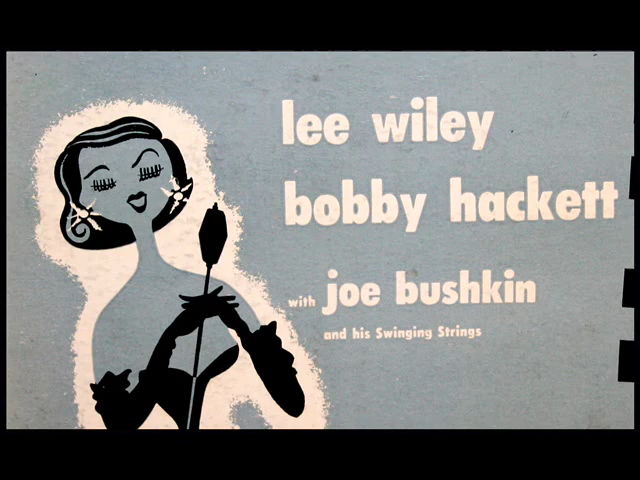 lee wiley
bobby hackett
with joe bushkin
and his Swinging Strings